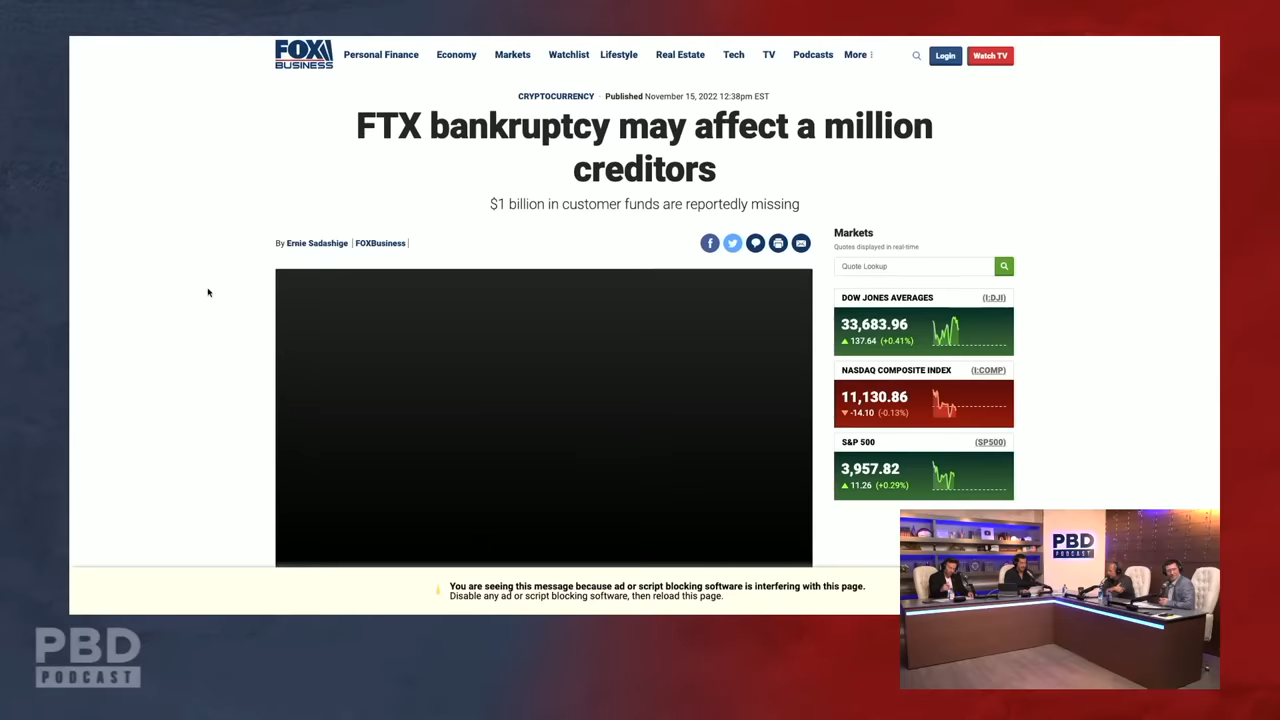 FOX
BUSINESS
Personal Finance Economy Markets Watchlist Lifestyle Real Estate Tech TV Podcasts More
Login
Watch TV
CRYPTOCURRENCY · Published November 15, 2022 12:38pm EST
FTX bankruptcy may affect a million
creditors
$1 billion in customer funds are reportedly missing
By Ernie Sadashige | FOXBusiness |
Markets
Quotes displayed in real-time
Quote Lookup
DOW JONES AVERAGES (I:DJI)
33,683.96
137.64 (+0.41%)
NASDAQ COMPOSITE INDEX (I:COMP)
11,130.86
-14.10 (-0.13%)
S&P 500 (SP500)
3,957.82
11.26 (+0.29%)
You are seeing this message because ad or script blocking software is interfering with this page.
Disable any ad or script blocking software, then reload this page.
PBD
PODCAST
PBD
PODCAST